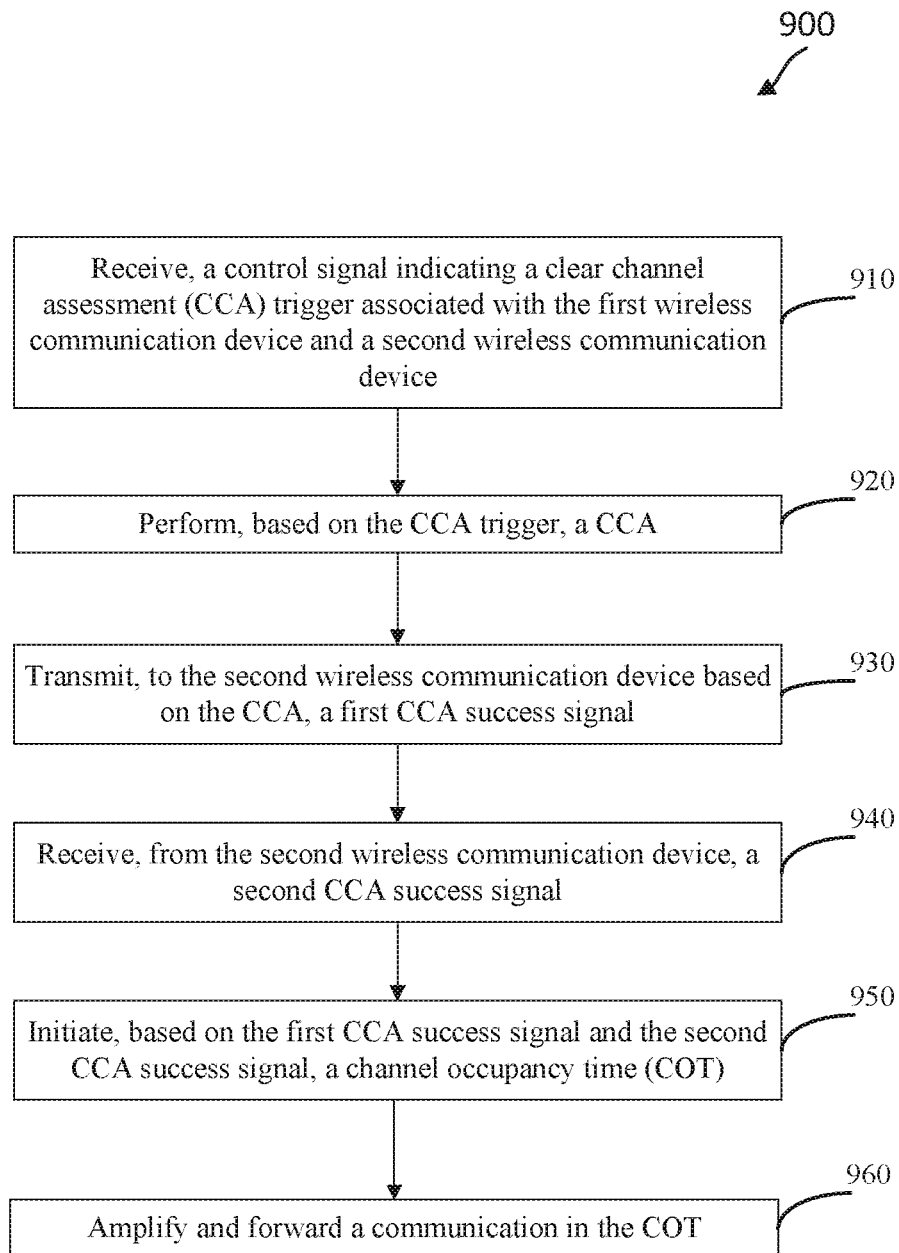 900
Receive, a control signal indicating a clear channel
assessment (CCA) trigger associated with the first wireless
communication device and a second wireless communication
device
910
Perform, based on the CCA trigger, a CCA
920
Transmit, to the second wireless communication device based
on the CCA, a first CCA success signal
930
Receive, from the second wireless communication device, a
second CCA success signal
940
Initiate, based on the first CCA success signal and the second
CCA success signal, a channel occupancy time (COT)
950
Amplify and forward a communication in the COT
960